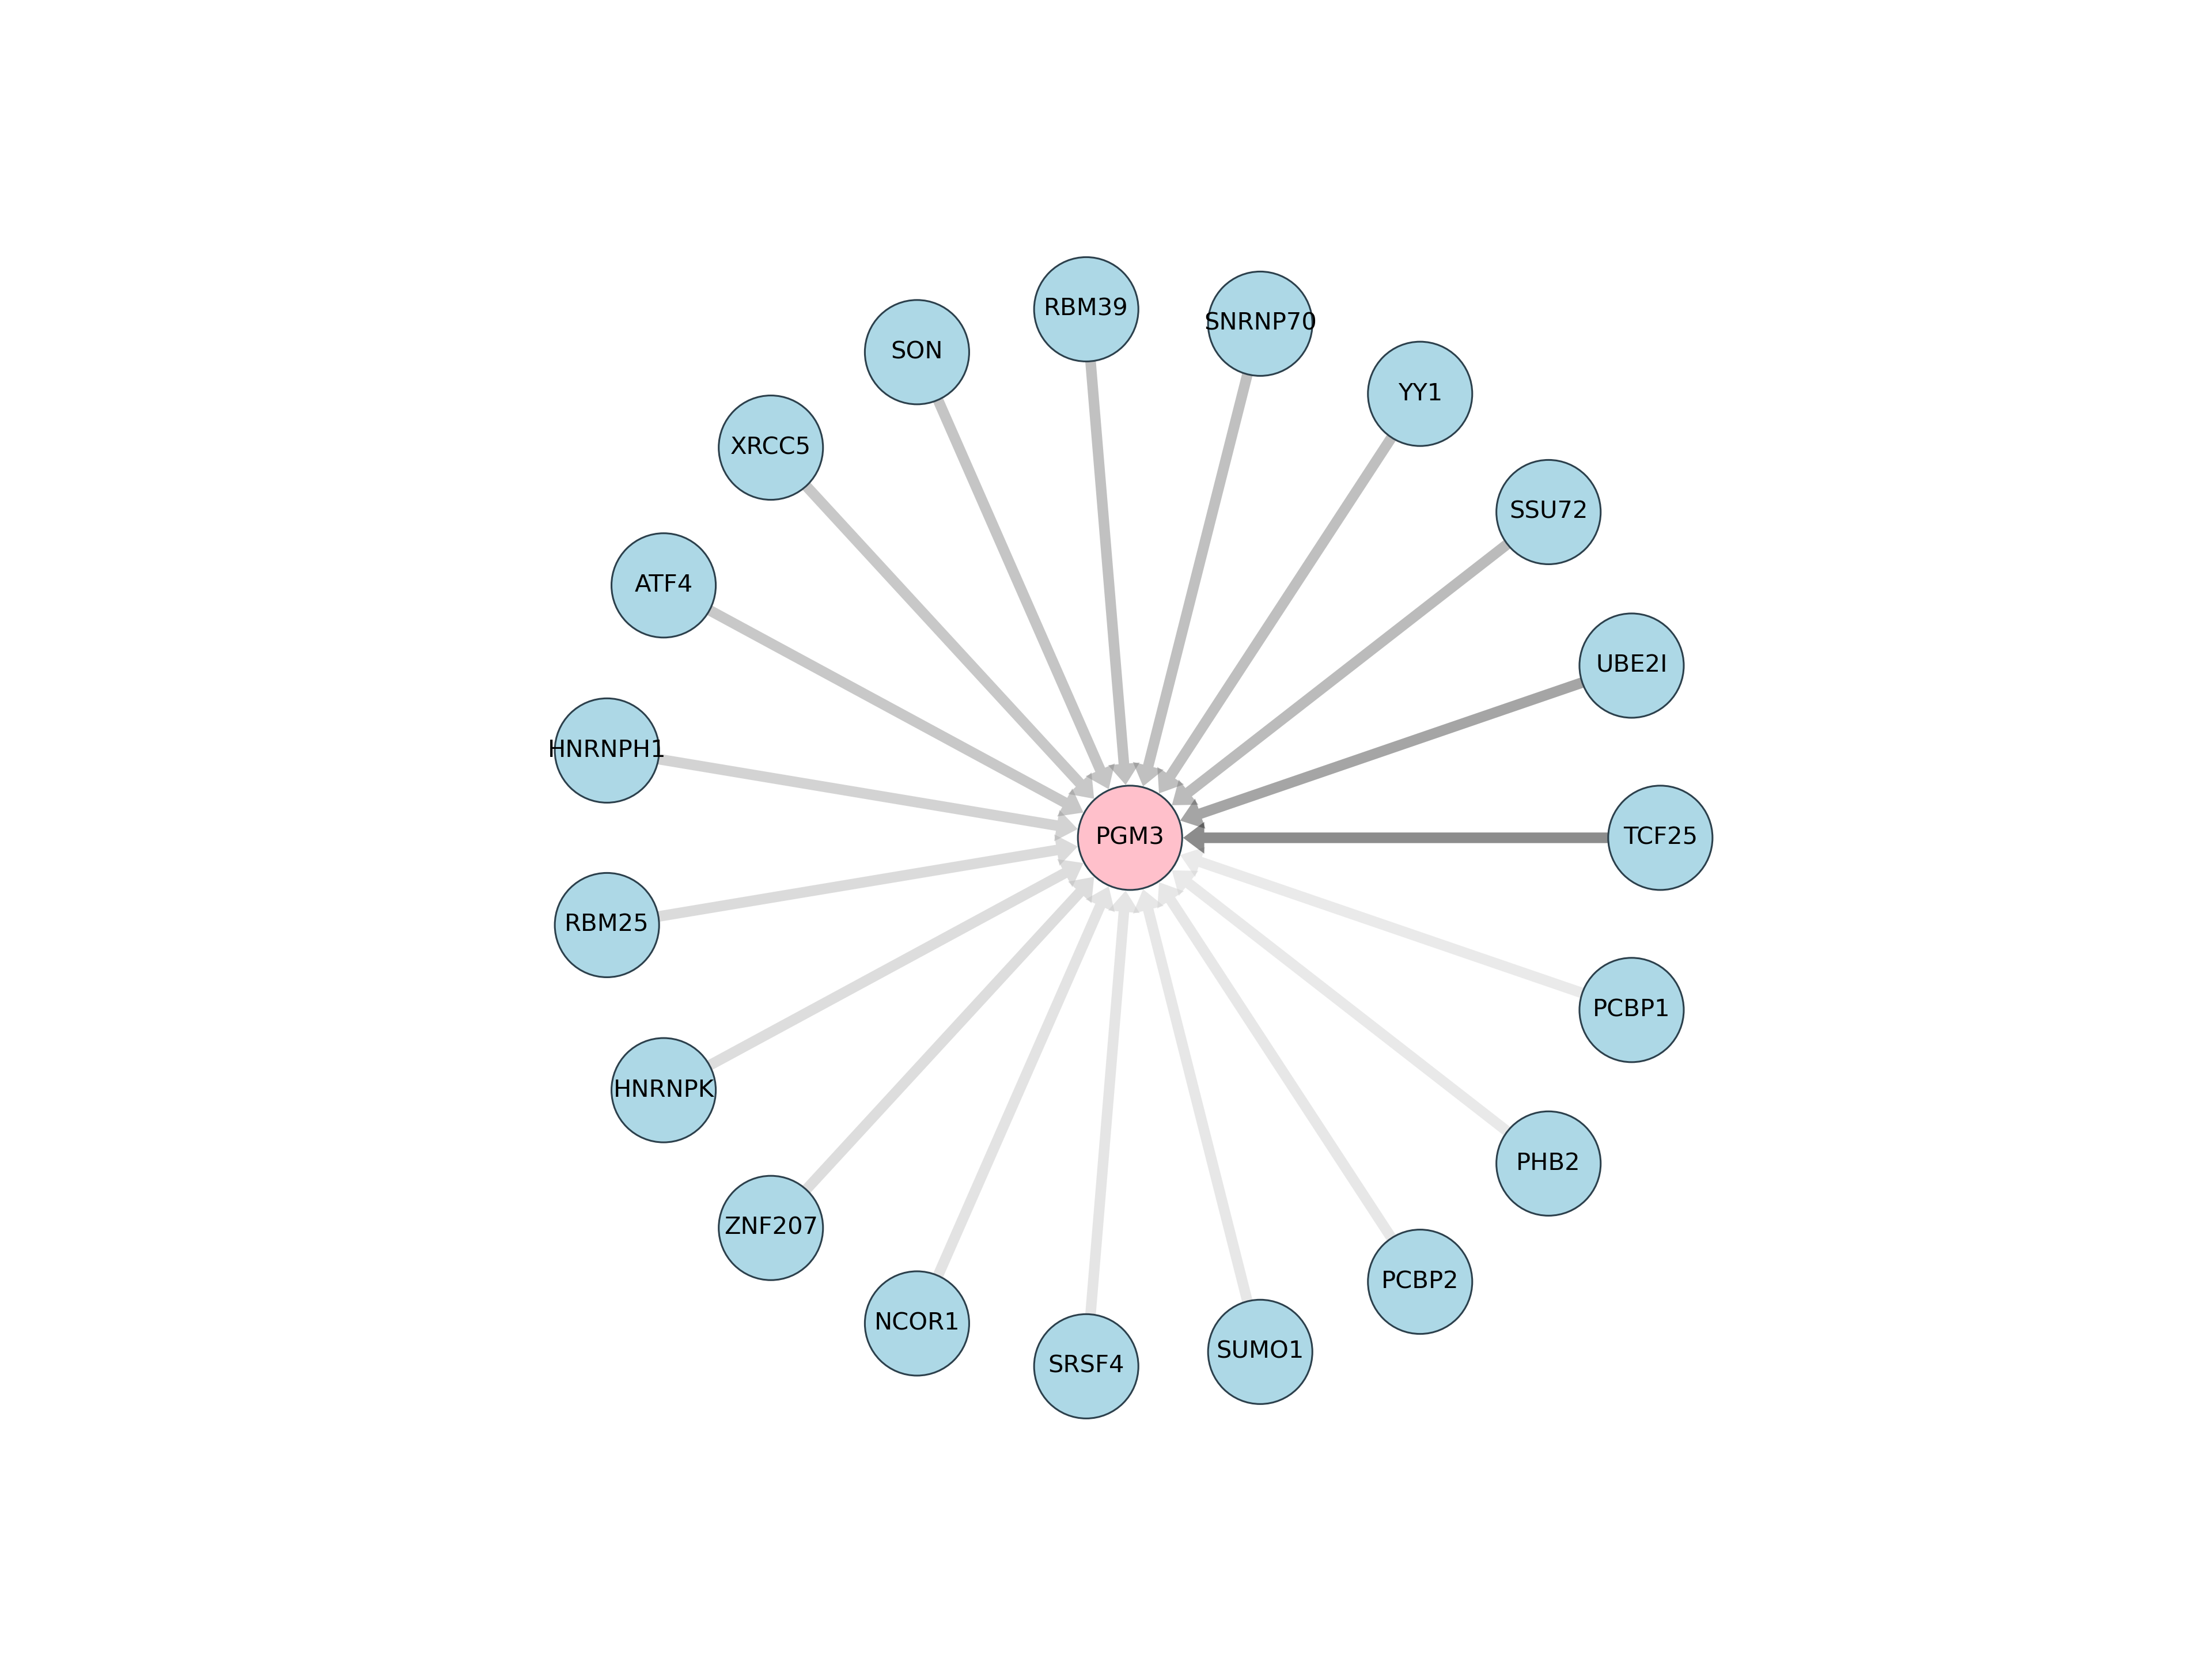 RBM39
SNRNP70
SON
YY1
XRCC5
SSU72
ATF4
UBE2I
HNRNPH1
PGM3
TCF25
RBM25
PCBP1
HNRNPK
PHB2
ZNF207
PCBP2
NCOR1
SUMO1
SRSF4